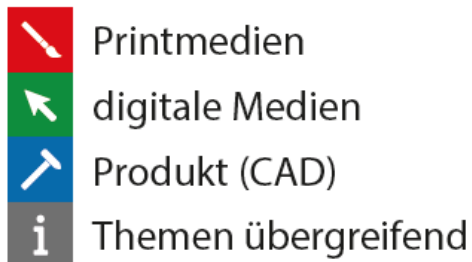 Printmedien
digitale Medien
Produkt (CAD)
i Themen übergreifend